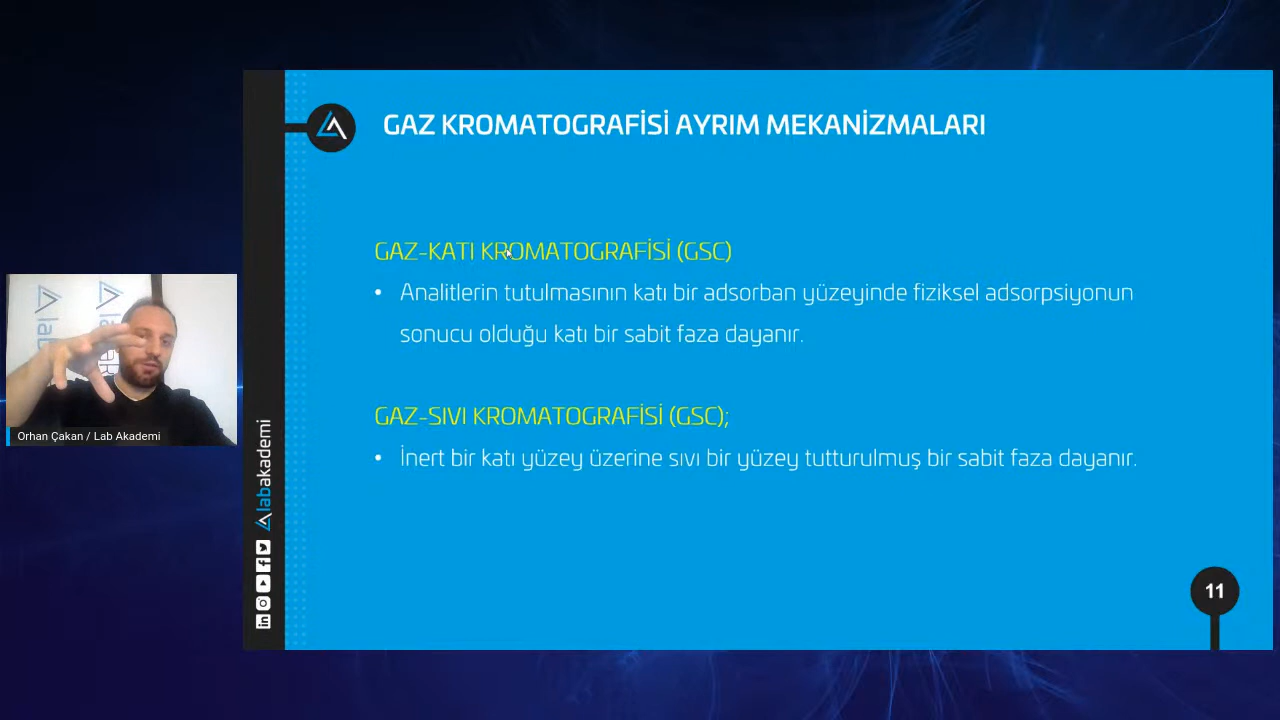 GAZ KROMATOGRAFİSİ AYRIM MEKANİZMALARI
GAZ-KATI KROMATOGRAFİSİ (GSC)
• Analitlerin tutulmasının katı bir adsorban yüzeyinde fiziksel adsorpsiyonun
sonucu olduğu katı bir sabit faza dayanır.
GAZ-SIVI KROMATOGRAFİSİ (GSC);
• İnert bir katı yüzey üzerine sıvı bir yüzey tutturulmuş bir sabit faza dayanır.
Orhan Çakan / Lab Akademi
labakademi
11